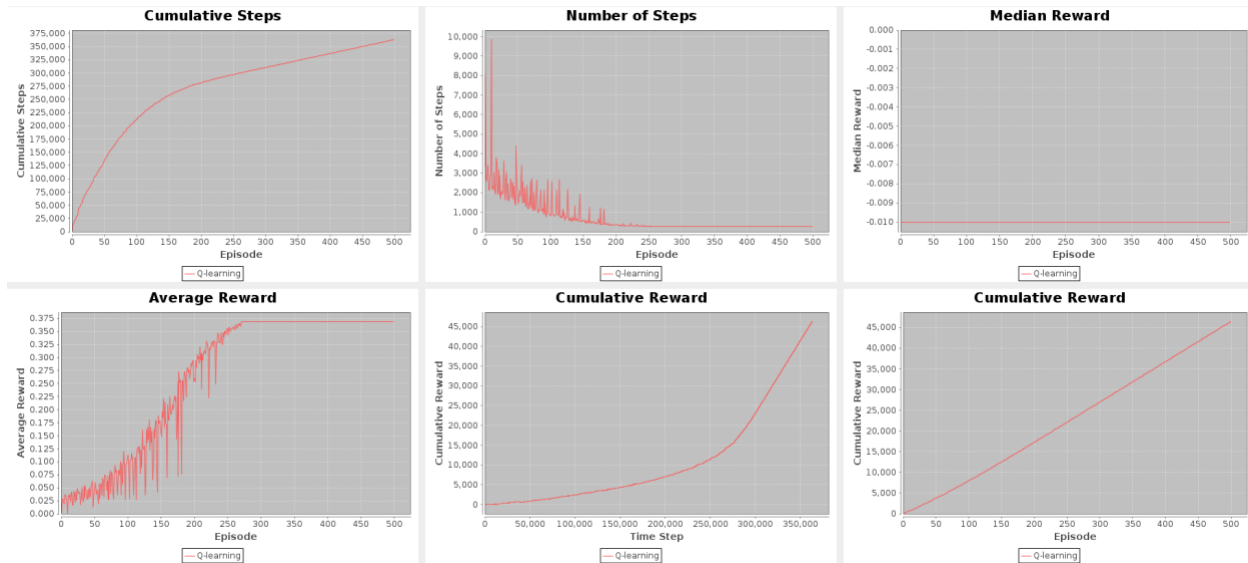 Cumulative Steps
375,000
350,000
325,000
300,000
275,000
250,000
225,000
200,000
175,000
150,000
125,000
100,000
75,000
50,000
25,000
0
Cumulative Steps
0 50 100 150 200 250 300 350 400 450 500
Episode
Q-learning
Number of Steps
10,000
9,000
8,000
7,000
6,000
5,000
4,000
3,000
2,000
1,000
0
Number of Steps
0 50 100 150 200 250 300 350 400 450 500
Episode
Q-learning
Median Reward
0.000
-0.001
-0.002
-0.003
-0.004
-0.005
-0.006
-0.007
-0.008
-0.009
-0.010
Median Reward
0 50 100 150 200 250 300 350 400 450 500
Episode
Q-learning
Average Reward
0.375
0.350
0.325
0.300
0.275
0.250
0.225
0.200
0.175
0.150
0.125
0.100
0.075
0.050
0.025
0.000
Average Reward
0 50 100 150 200 250 300 350 400 450 500
Episode
Q-learning
Cumulative Reward
45,000
40,000
35,000
30,000
25,000
20,000
15,000
10,000
5,000
0
Cumulative Reward
0 50,000 100,000 150,000 200,000 250,000 300,000 350,000
Time Step
Q-learning
Cumulative Reward
45,000
40,000
35,000
30,000
25,000
20,000
15,000
10,000
5,000
0
Cumulative Reward
0 50 100 150 200 250 300 350 400 450 500
Episode
Q-learning